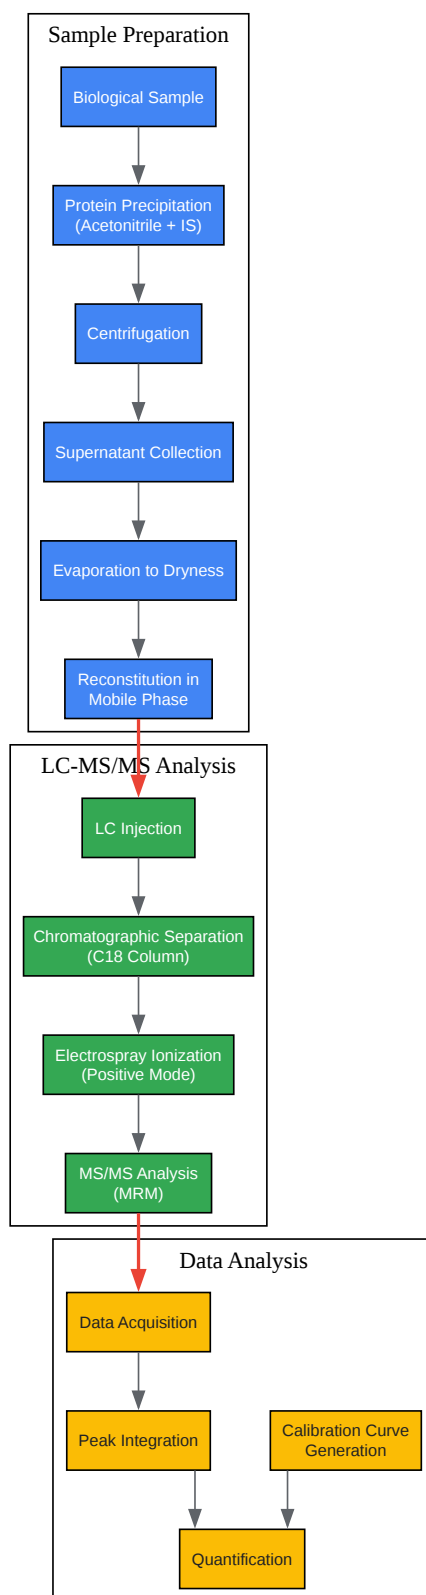 Sample Preparation
Biological Sample
Protein Precipitation
(Acetonitrile + IS)
Centrifugation
Supernatant Collection
Evaporation to Dryness
Reconstitution in
Mobile Phase
LC-MS/MS Analysis
LC Injection
Chromatographic Separation
(C18 Column)
Electrospray Ionization
(Positive Mode)
MS/MS Analysis
(MRM)
Data Analysis
Data Acquisition
Peak Integration
Calibration Curve
Generation
Quantification